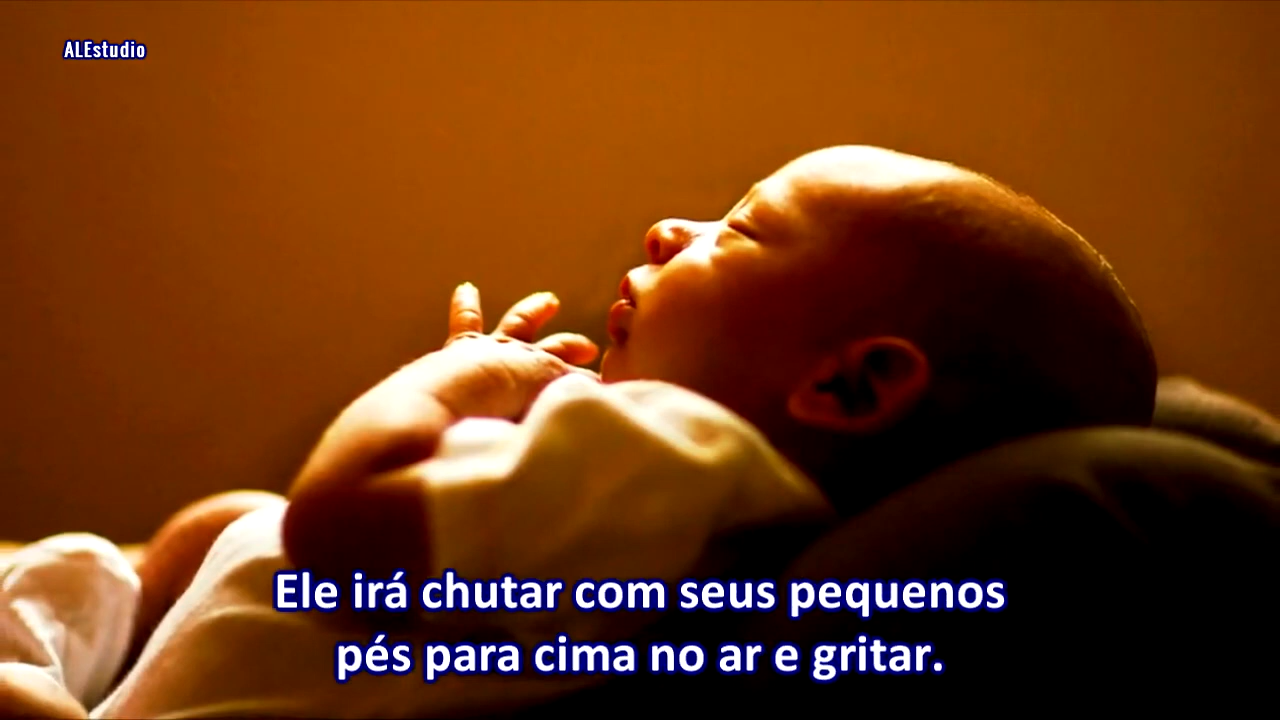 ALEstudio
Ele irá chutar com seus pequenos
pés para cima no ar e gritar.